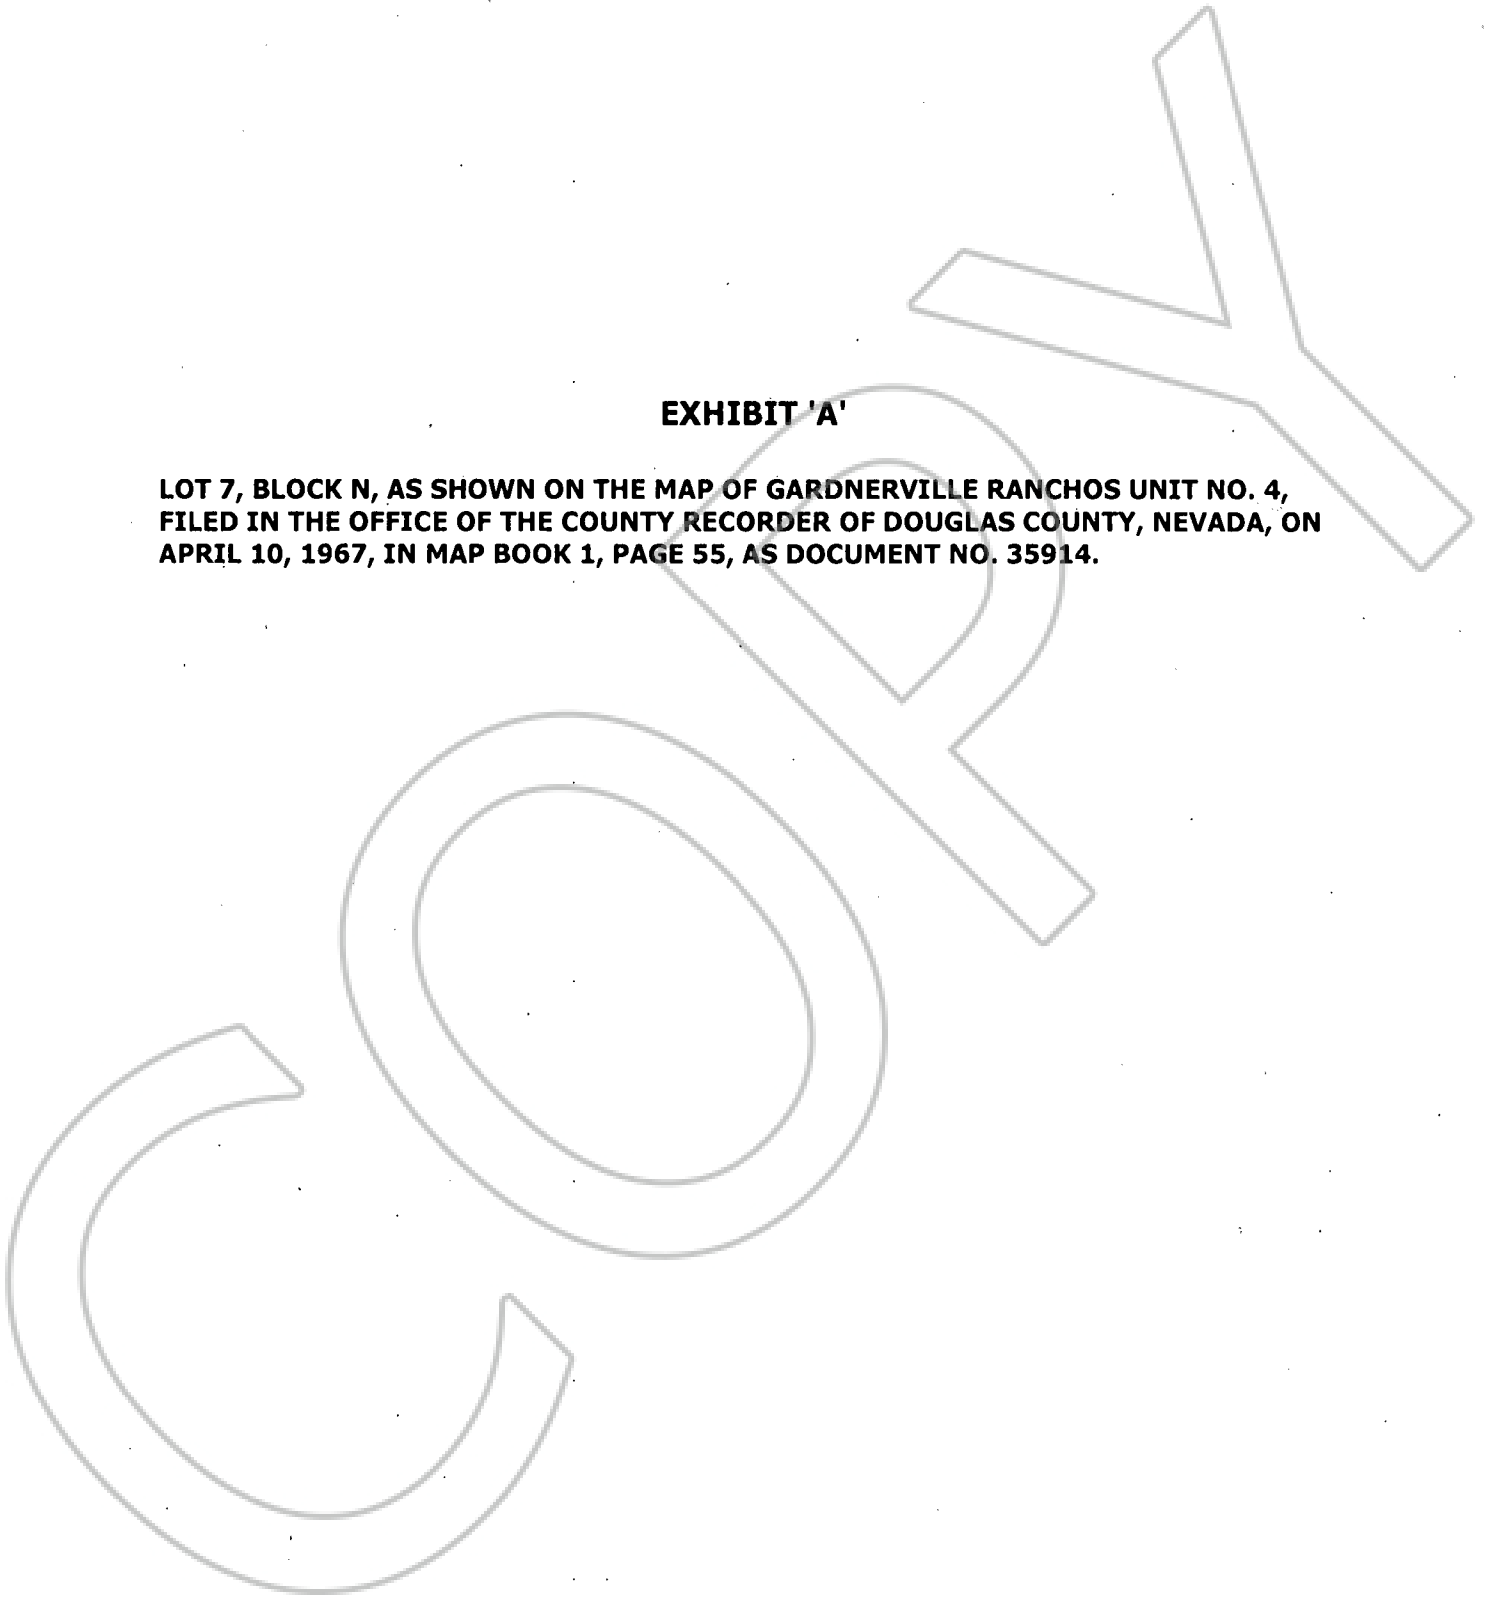 EXHIBIT 'A'
LOT 7, BLOCK N, AS SHOWN ON THE MAP OF GARDNERVILLE RANCHOS UNIT NO. 4,
FILED IN THE OFFICE OF THE COUNTY RECORDER OF DOUGLAS COUNTY, NEVADA, ON
APRIL 10, 1967, IN MAP BOOK 1, PAGE 55, AS DOCUMENT NO. 35914.
COPY